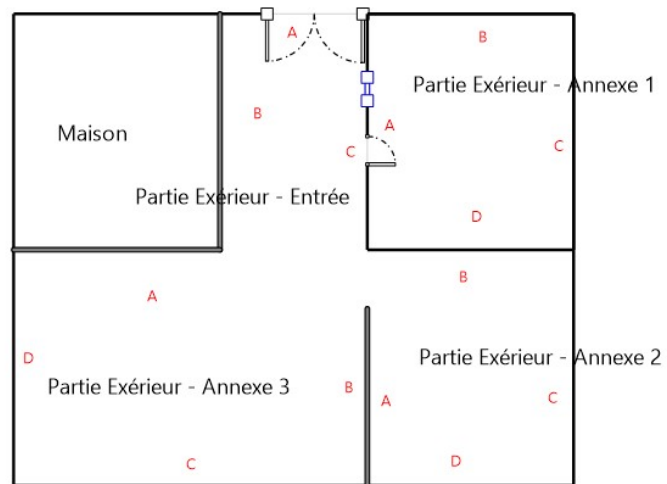 A
B
Partie Exérieur - Annexe 1
B
Maison
A
C
C
Partie Exérieur - Entrée
D
B
A
D
Partie Exérieur - Annexe 2
Partie Exérieur - Annexe 3
B
A
C
C
D